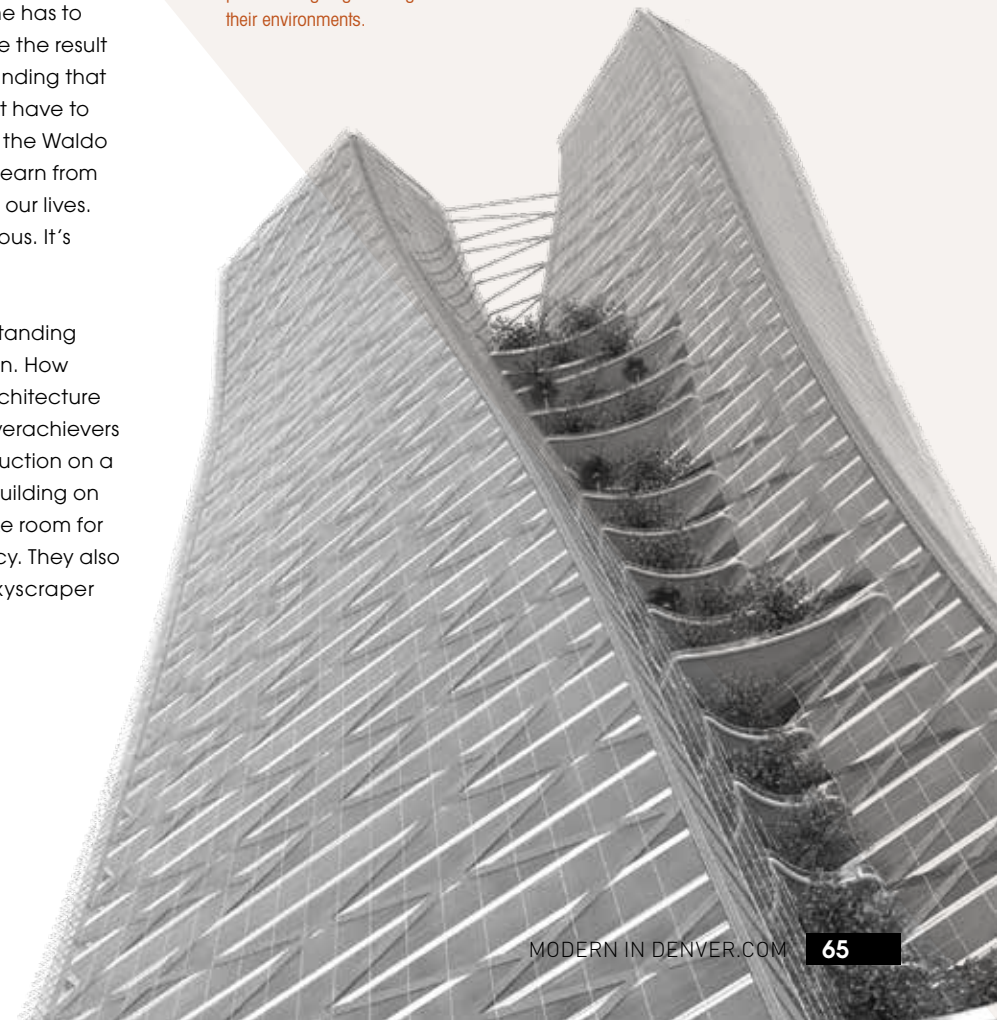 ne has to
e the result
nding that
t have to
the Waldo
earn from
our lives.
ous. It's
tanding
n. How
chitecture
verachievers
uction on a
uilding on
e room for
cy. They also
kyscraper
their environments.
MODERN IN DENVER.COM 65